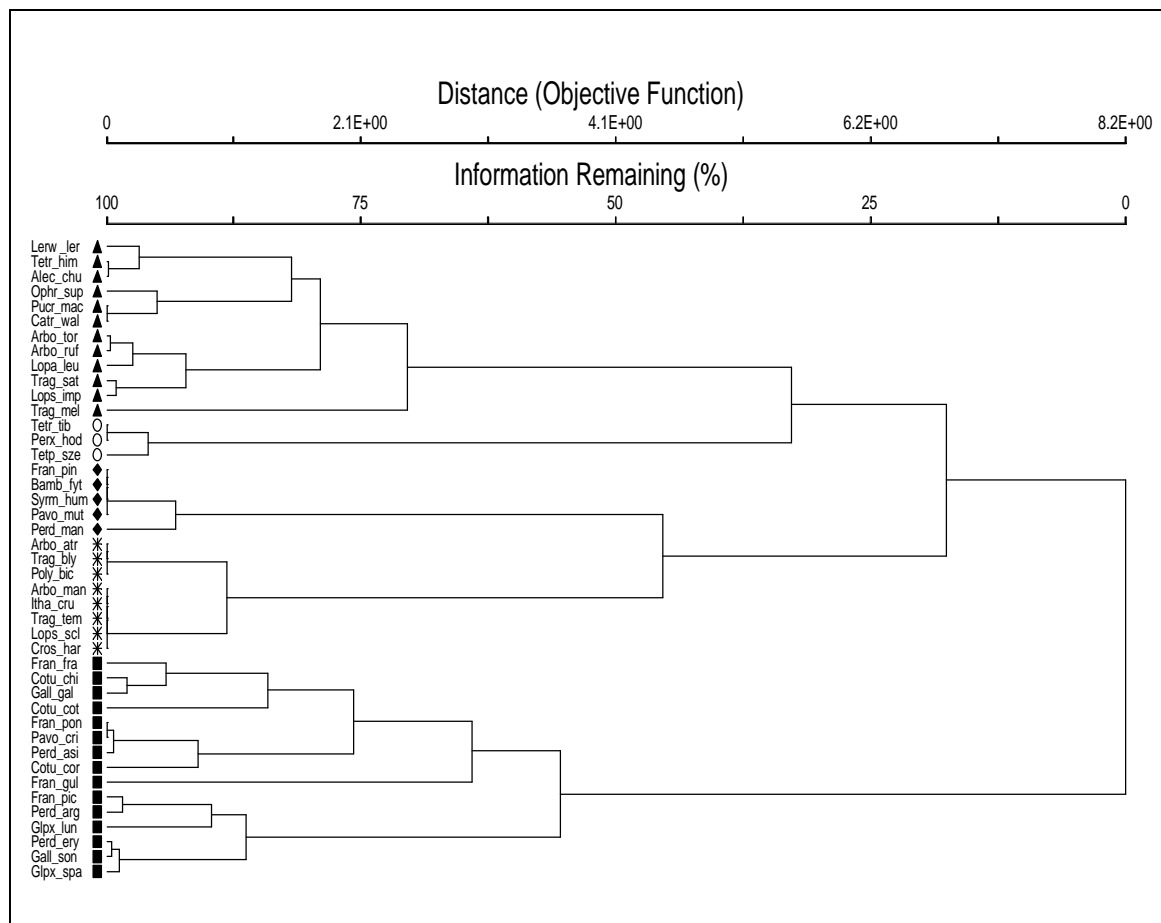 Distance (Objective Function)
0 2.1E+00 4.1E+00 6.2E+00 8.2E+00
Information Remaining (%)
100 75 50 25 0
Lerw_ler
Tetr_him
Alec_chu
Ophr_sup
Pucr_mac
Catr_wal
Arbo_tor
Arbo_ruf
Lopa_leu
Trag_sat
Lops_imp
Trag_mel
Tetr_tib
Perx_hod
Tetp_sze
Fran_pin
Bamb_fyt
Syrm_hum
Pavo_mut
Perd_man
Arbo_atr
Trag_bly
Poly_bic
Arbo_man
Itha_cru
Trag_tem
Lops_scl
Cros_har
Fran_fra
Cotu_chi
Gall_gal
Cotu_cot
Fran_pon
Pavo_cri
Perd_asi
Cotu_cor
Fran_gul
Fran_pic
Perd_arg
Glpx_lun
Perd_ery
Gall_son
Glpx_spa